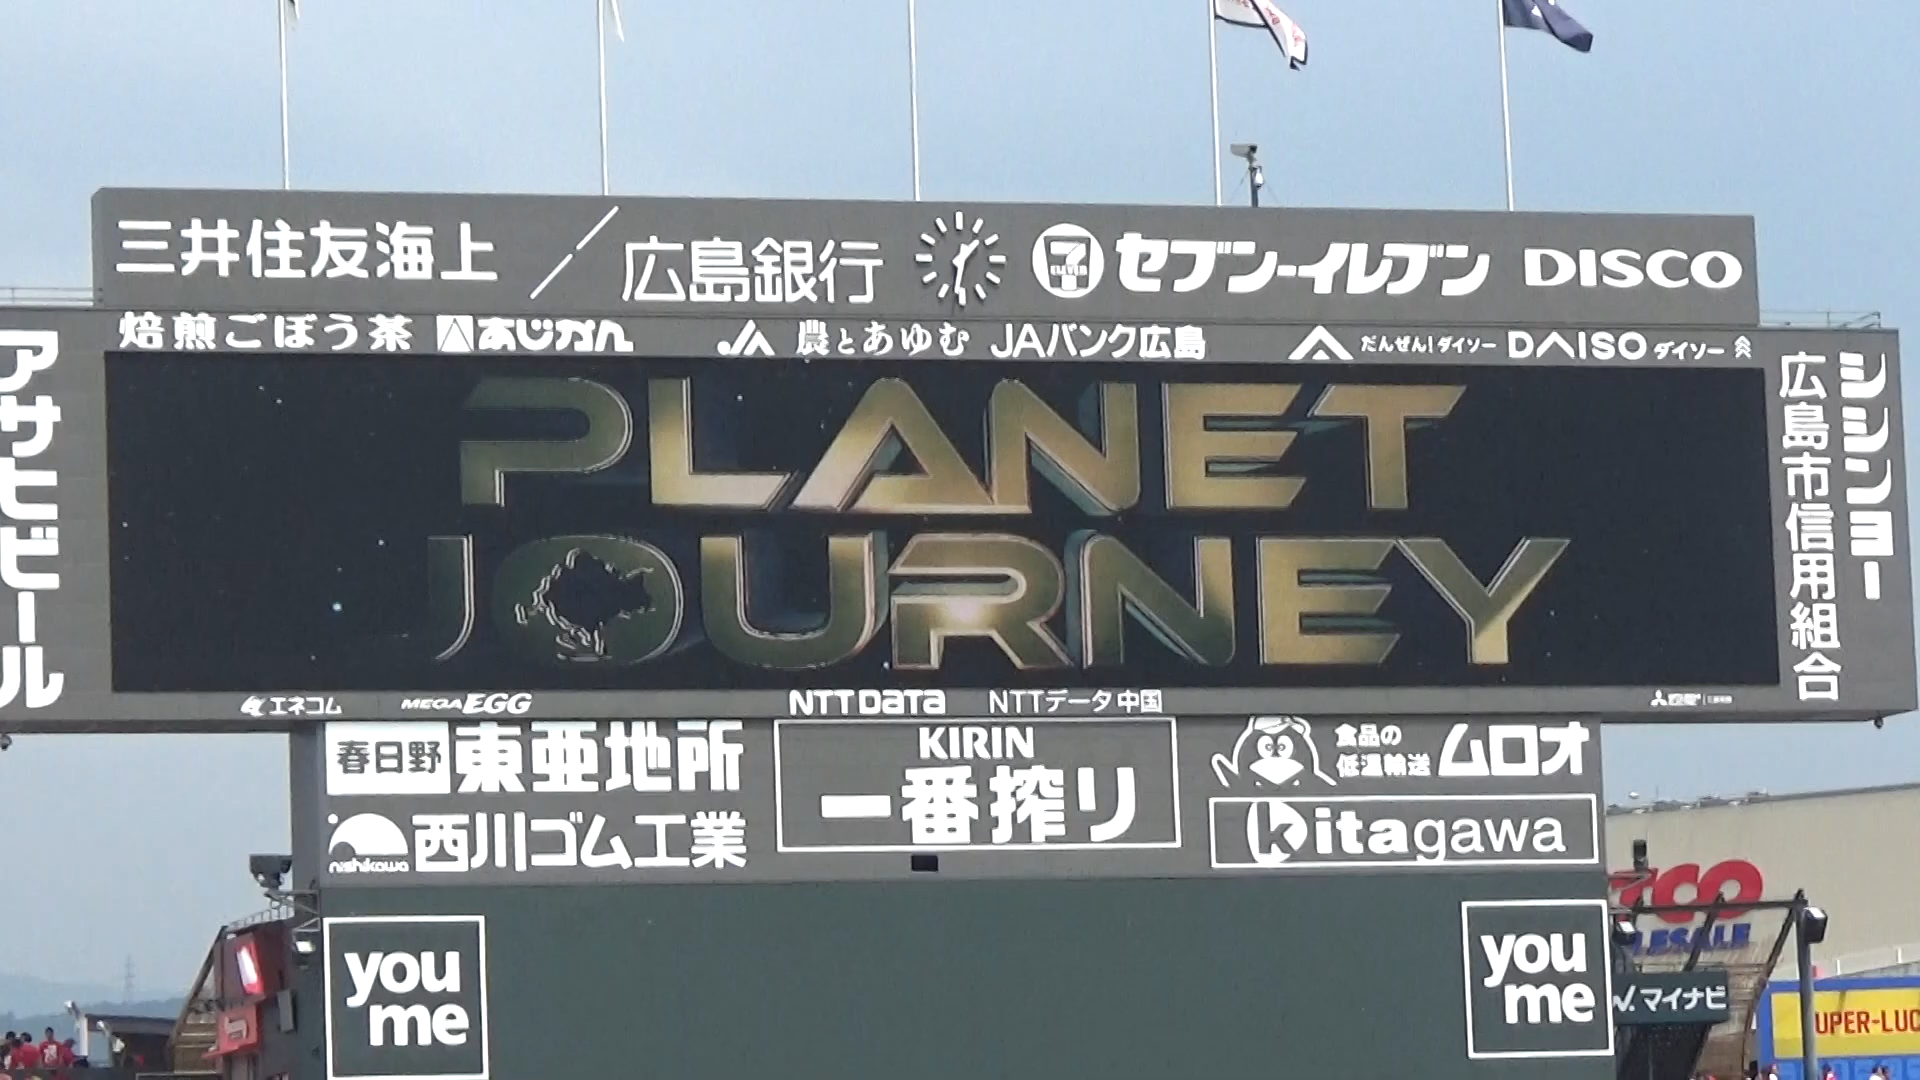 三井住友海上
広島銀行
7 ELEVEN セブン-イレブン
DISCO
焙煎ごぼう茶 あじかん
JA 農とあゆむ JAバンク広島
だんぜん!ダイソー DAISO ダイソー
アサヒビール
PLANET
JOURNEY
シシンヨー
広島市信用組合
エネコム
MEGA EGG
NTT DATA NTTデータ中国
春日野 東亜地所
KIRIN
一番搾り
食品の
低温輸送
ムロオ
nishikawa 西川ゴム工業
kitagawa
you
me
you
me
マイナビ